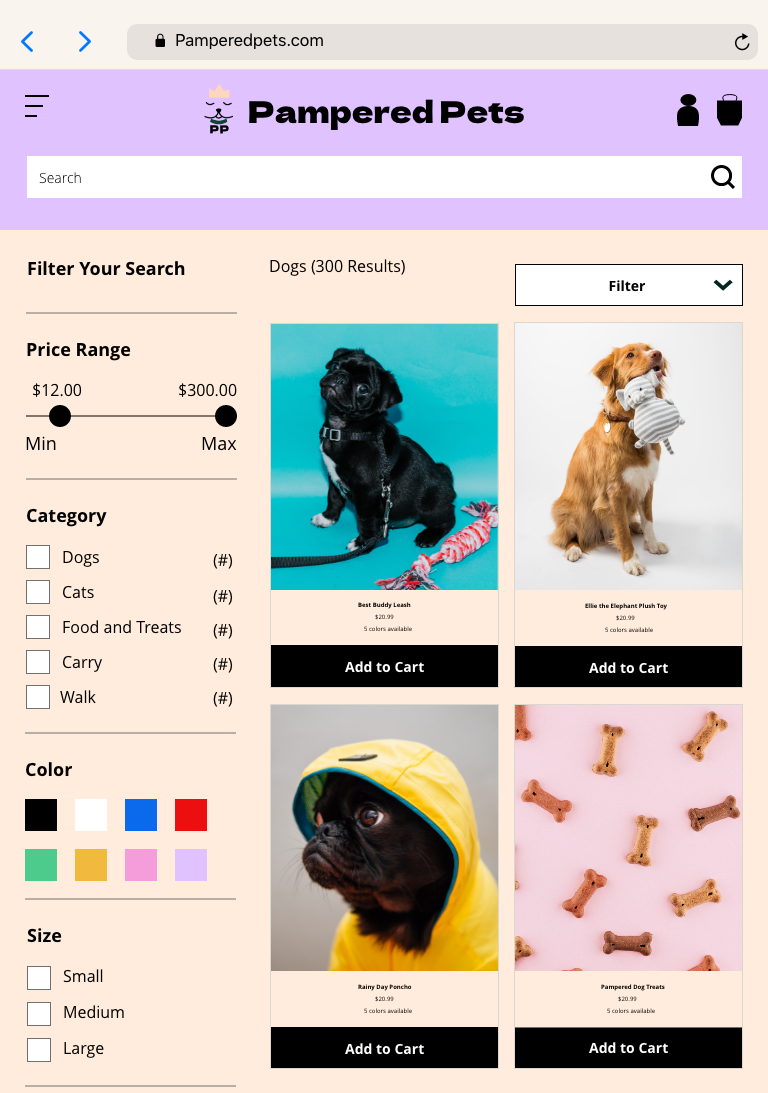 Pamperedpets.com
PP
Pampered Pets
Search
Filter Your Search
Price Range
$12.00 $300.00
Min Max
Category
Dogs (#)
Cats (#)
Food and Treats (#)
Carry (#)
Walk (#)
Color
Size
Small
Medium
Large
Dogs (300 Results)
Filter
Best Buddy Leash
$20.99
5 colors available
Add to Cart
Ellie the Elephant Plush Toy
$20.99
5 colors available
Add to Cart
Rainy Day Poncho
$20.99
5 colors available
Add to Cart
Pampered Dog Treats
$20.99
5 colors available
Add to Cart